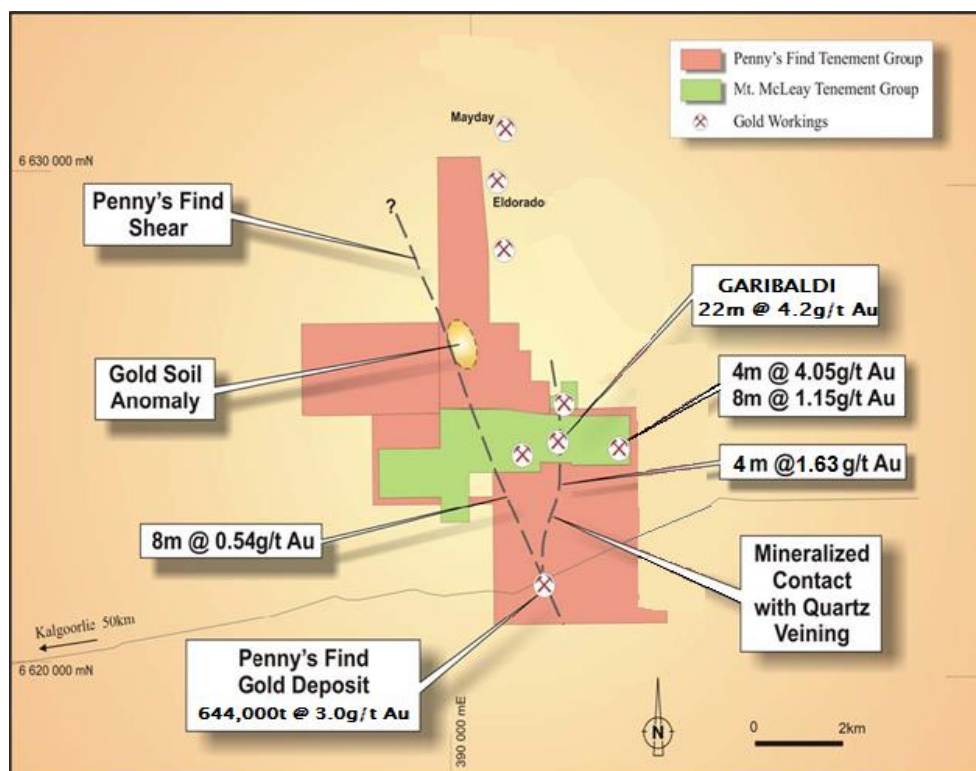 Penny's Find Tenement Group
Mt. McLeay Tenement Group
Gold Workings
Mayday
6 630 000 mN
Eldorado
Penny's Find
Shear
?
GARIBALDI
22m @ 4.2g/t Au
Gold Soil
Anomaly
4m @ 4.05g/t Au
8m @ 1.15g/t Au
4m @1.63 g/t Au
8m @ 0.54g/t Au
Mineralized
Contact
with Quartz
Veining
Kalgoorlie 50km
6 620 000 mN
Penny's Find
Gold Deposit
644,000t @ 3.0g/t Au
390 000 mE
N
0 2km